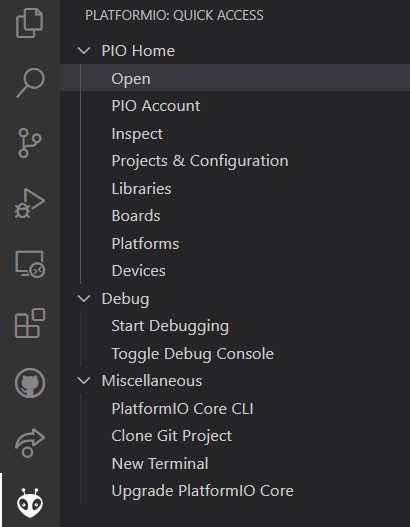 PLATFORMIO: QUICK ACCESS
PIO Home
Open
PIO Account
Inspect
Projects & Configuration
Libraries
Boards
Platforms
Devices
Debug
Start Debugging
Toggle Debug Console
Miscellaneous
PlatformIO Core CLI
Clone Git Project
New Terminal
Upgrade PlatformIO Core